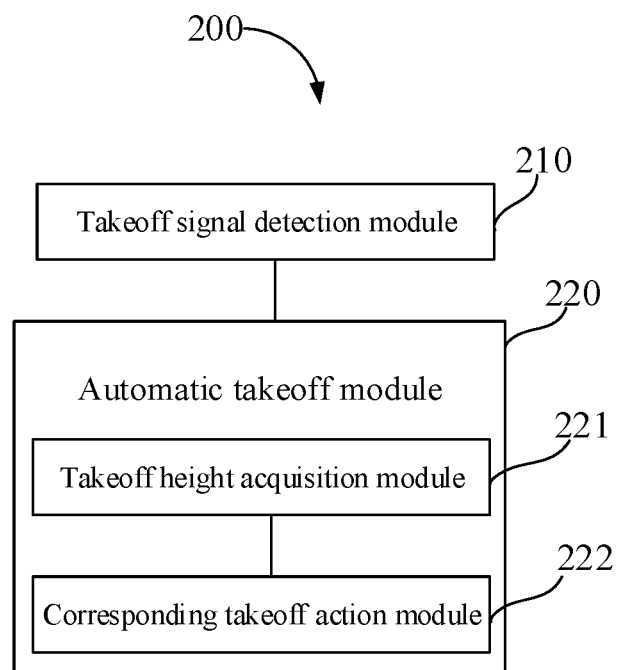 200
210
Takeoff signal detection module
220
Automatic takeoff module
221
Takeoff height acquisition module
222
Corresponding takeoff action module